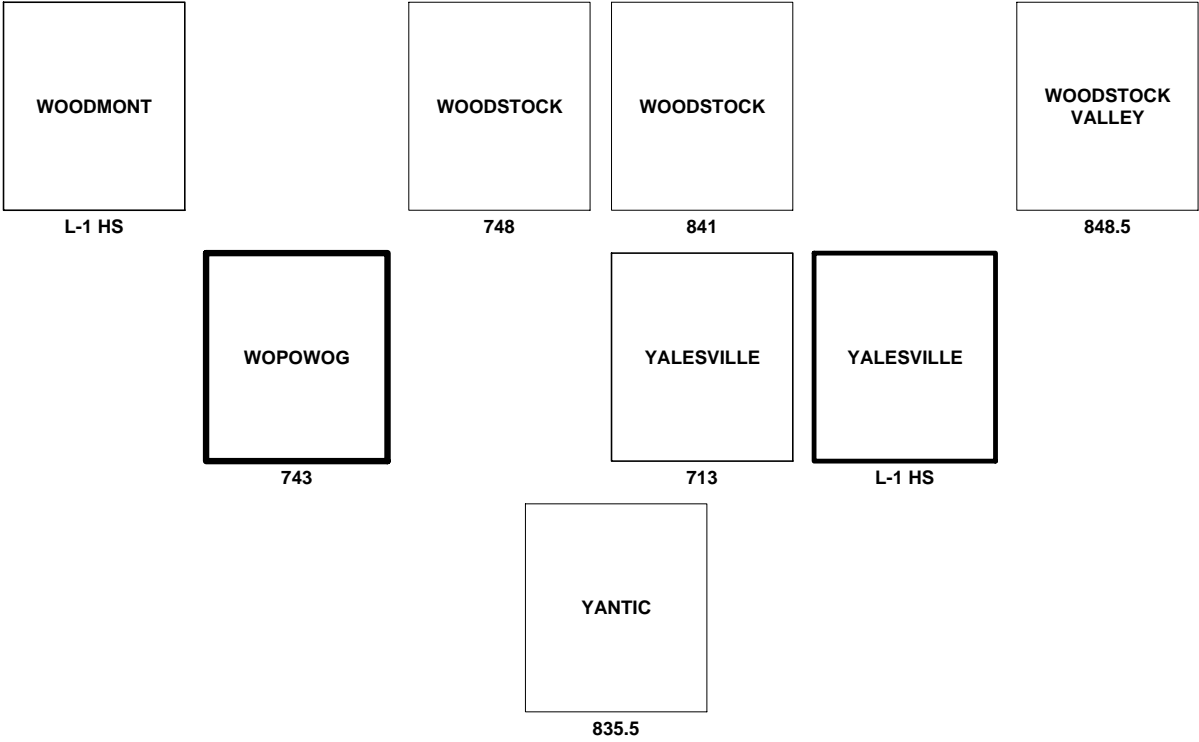 WOODMONT
L-1 HS
WOODSTOCK
748
WOODSTOCK
841
WOODSTOCK
VALLEY
848.5
WOPOWOG
743
YALESVILLE
713
YALESVILLE
L-1 HS
YANTIC
835.5